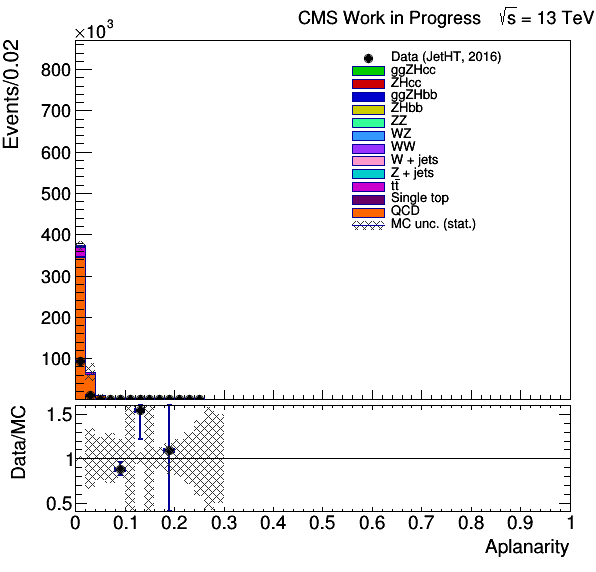 CMS Work in Progress √s = 13 TeV
×10³
Events/0.02
800
700
600
500
400
300
200
100
Data (JetHT, 2016)
ggZHcc
ZHcc
ggZHbb
ZHbb
ZZ
WZ
WW
W + jets
Z + jets
tt̄
Single top
QCD
MC unc. (stat.)
Data/MC
1.5
1
0.5
0 0.1 0.2 0.3 0.4 0.5 0.6 0.7 0.8 0.9 1
Aplanarity